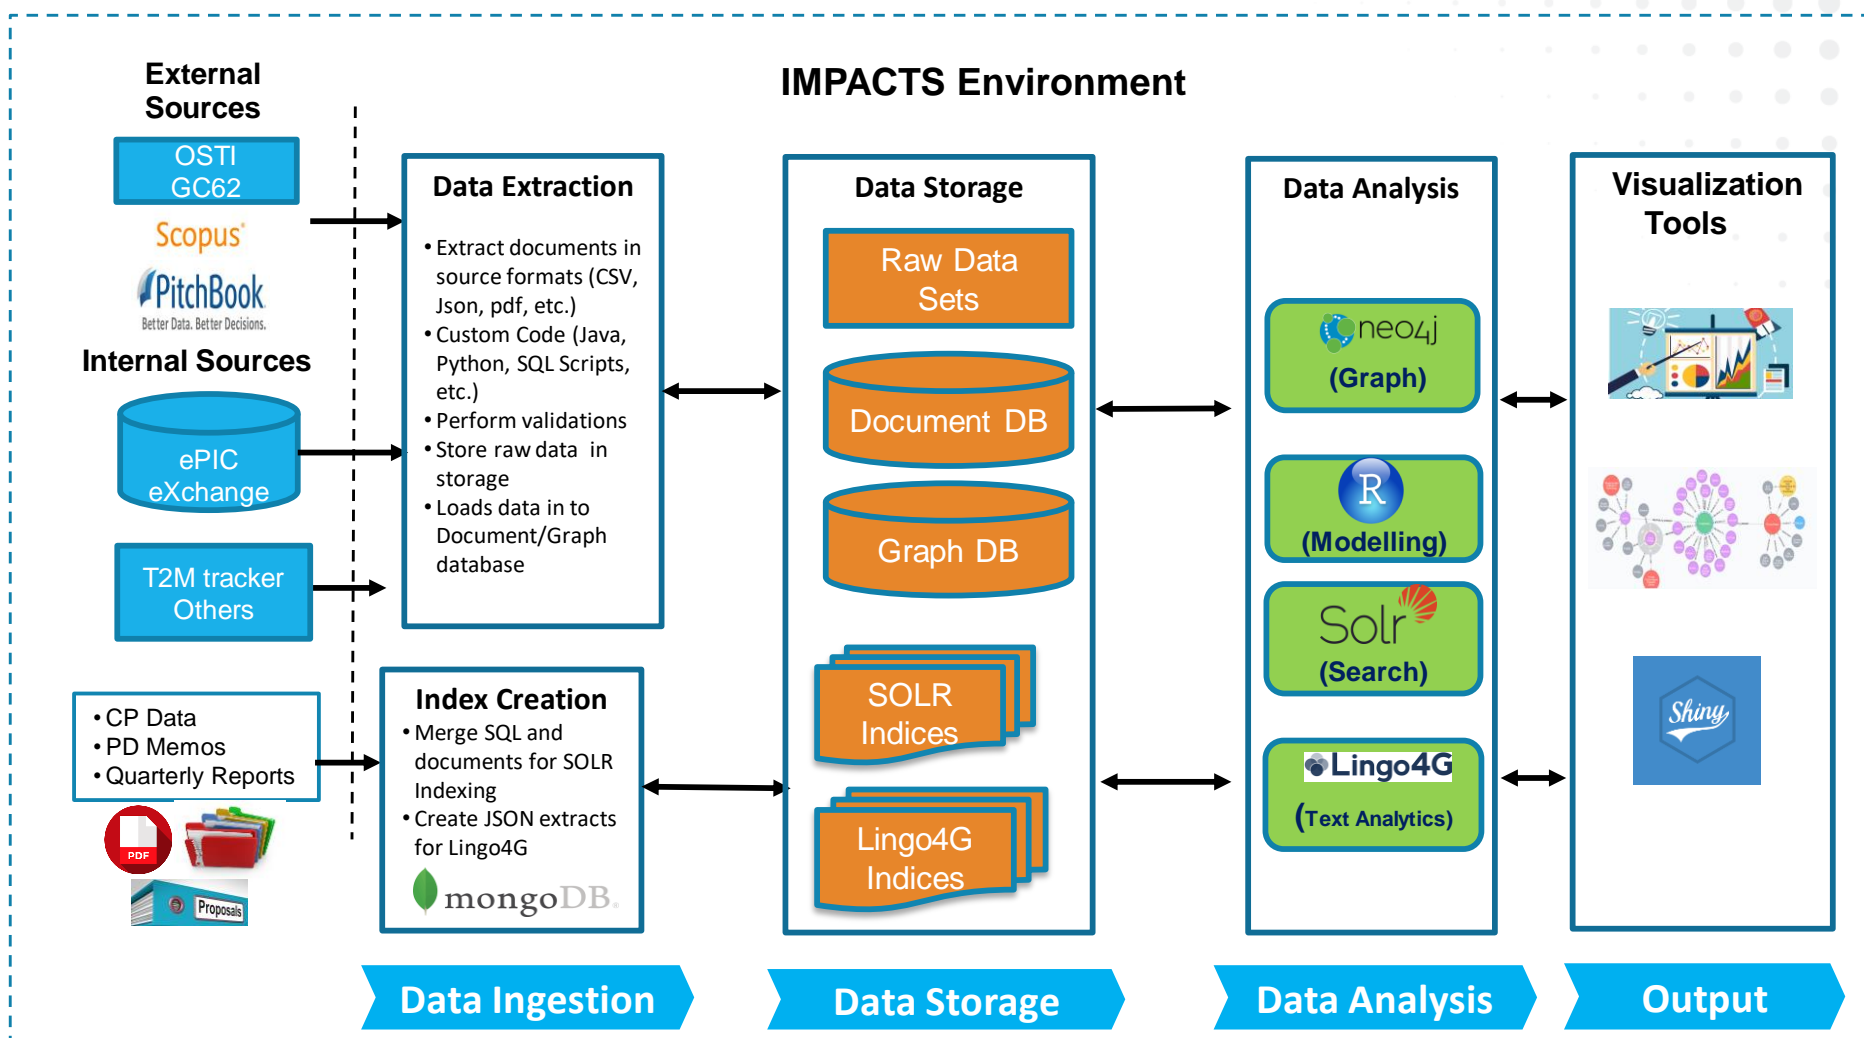 IMPACTS Environment
External
Sources
OSTI
GC62
Scopus®
PitchBook
Better Data. Better Decisions.
Internal Sources
ePIC
eXchange
T2M tracker
Others
• CP Data
• PD Memos
• Quarterly Reports
PDF
Proposals
Data Extraction
• Extract documents in
source formats (CSV,
Json, pdf, etc.)
• Custom Code (Java,
Python, SQL Scripts,
etc.)
• Perform validations
• Store raw data in
storage
• Loads data in to
Document/Graph
database
Index Creation
• Merge SQL and
documents for SOLR
Indexing
• Create JSON extracts
for Lingo4G
mongoDB®
Data Storage
Raw Data
Sets
Document DB
Graph DB
SOLR
Indices
Lingo4G
Indices
Data Analysis
neo4j
(Graph)
R
(Modelling)
Solr
(Search)
Lingo4G
(Text Analytics)
Visualization
Tools
Shiny
Data Ingestion
Data Storage
Data Analysis
Output